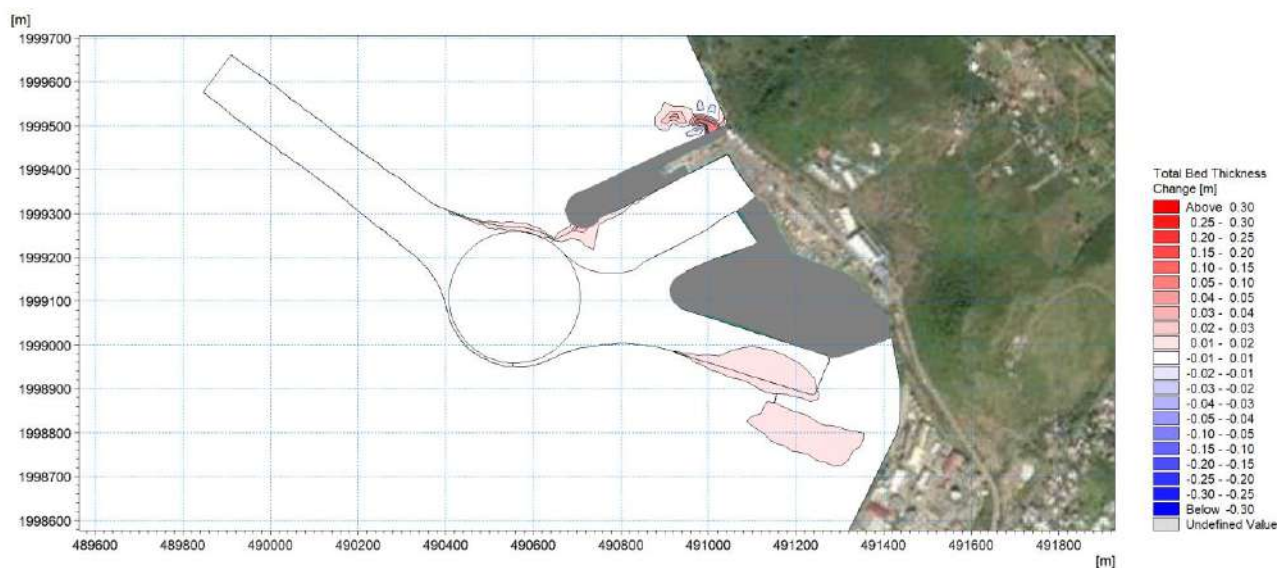 [m]
1999700
1999600
1999500
1999400
1999300
1999200
1999100
1999000
1998900
1998800
1998700
1998600
489600 489800 490000 490200 490400 490600 490800 491000 491200 491400 491600 491800
[m]
Total Bed Thickness
Change [m]
Above 0.30
0.25 - 0.30
0.20 - 0.25
0.15 - 0.20
0.10 - 0.15
0.05 - 0.10
0.04 - 0.05
0.03 - 0.04
0.02 - 0.03
0.01 - 0.02
-0.01 - 0.01
-0.02 - -0.01
-0.03 - -0.02
-0.04 - -0.03
-0.05 - -0.04
-0.10 - -0.05
-0.15 - -0.10
-0.20 - -0.15
-0.25 - -0.20
-0.30 - -0.25
Below -0.30
Undefined Value